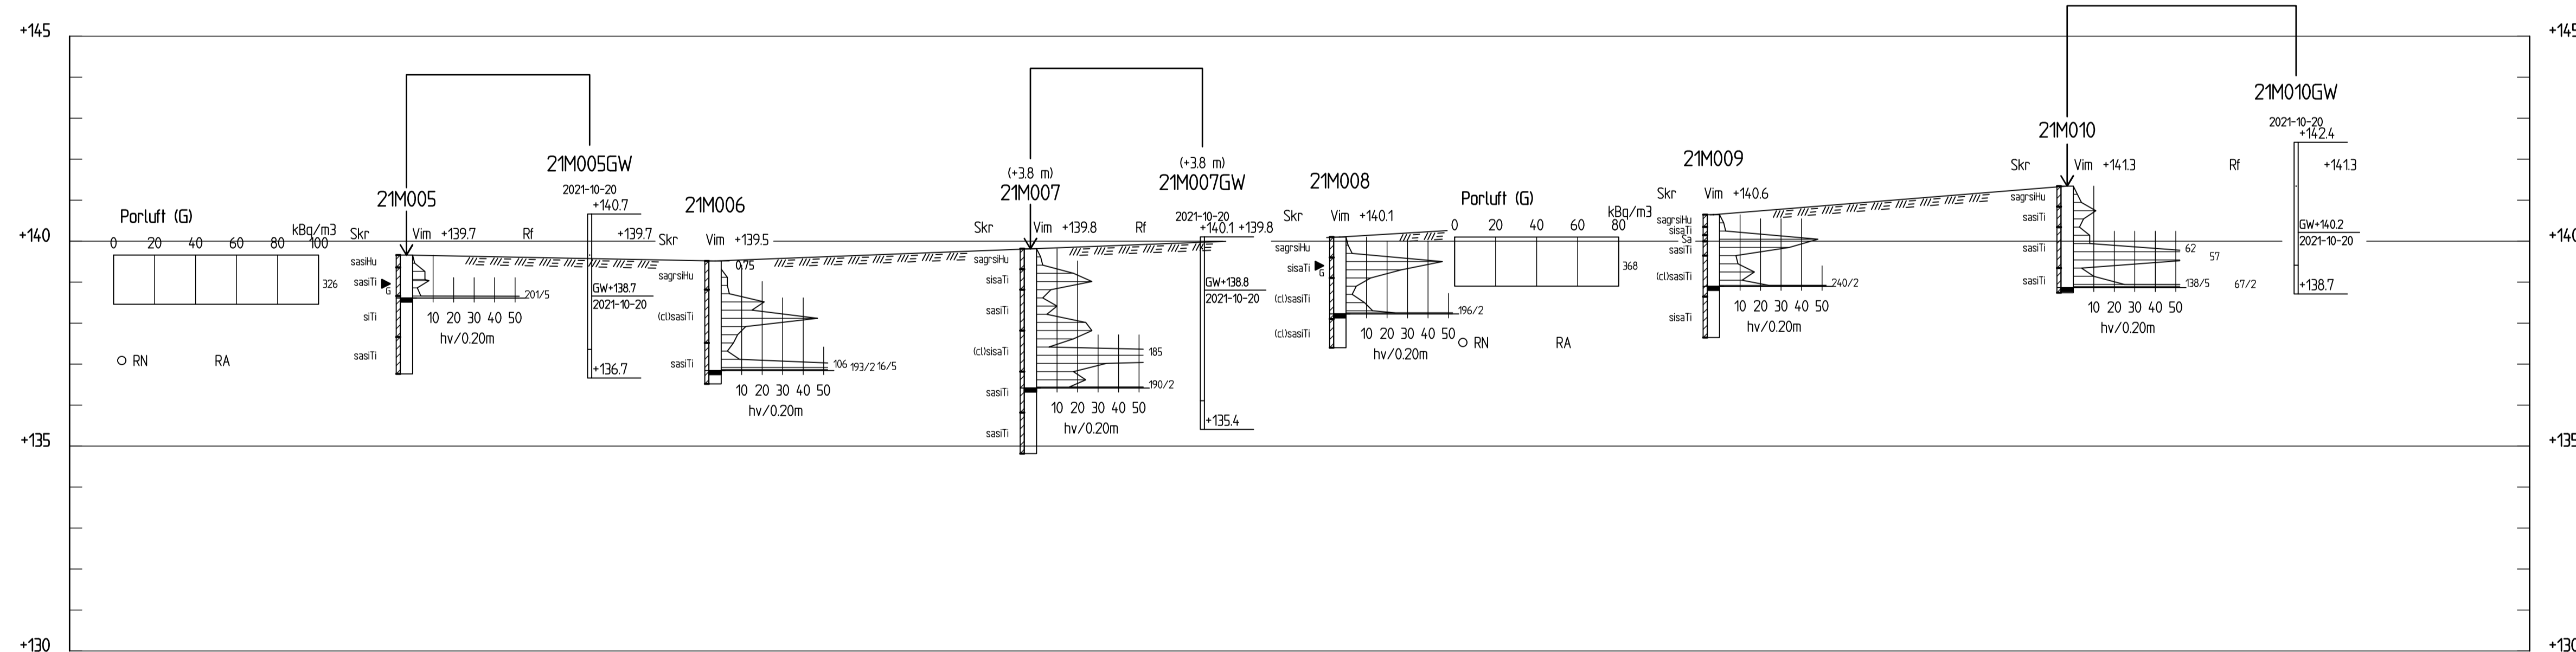 +145
+140
+135
+130
Porluft (G)
kBq/m3
0 20 40 60 80 100
326
RN RA
21M005
Skr Vim +139.7 Rf
sasiHu
sasiTi
G
siTi
sasiTi
201/5
10 20 30 40 50
hv/0.20m
21M005GW
2021-10-20
+140.7
+139.7
GW+138.7
2021-10-20
+136.7
21M006
Skr Vim +139.5
0.75
sagrsiHu
(cl)sasiTi
sasiTi
106 193/2 16/5
10 20 30 40 50
hv/0.20m
(+3.8 m)
21M007
Skr Vim +139.8 Rf
sagrsiHu
sisaTi
sasiTi
(cl)sisaTi
185
sasiTi
190/2
10 20 30 40 50
hv/0.20m
sasiTi
(+3.8 m)
21M007GW
2021-10-20
+140.1 +139.8
GW+138.8
2021-10-20
+135.4
21M008
Skr Vim +140.1
sagrsiHu
sisaTi
G
(cl)sasiTi
196/2
(cl)sasiTi
10 20 30 40 50
hv/0.20m
Porluft (G)
kBq/m3
0 20 40 60 80
368
RN RA
21M009
Skr Vim +140.6
sagrsiHu
sisaTi
Sa
sasiTi
(cl)sasiTi
240/2
10 20 30 40 50
hv/0.20m
sisaTi
21M010
Skr Vim +141.3 Rf
sagrsiHu
sasiTi
sasiTi
62
57
sasiTi
138/5 67/2
10 20 30 40 50
hv/0.20m
21M010GW
2021-10-20
+142.4
+141.3
GW+140.2
2021-10-20
+138.7
+145
+140
+135
+130